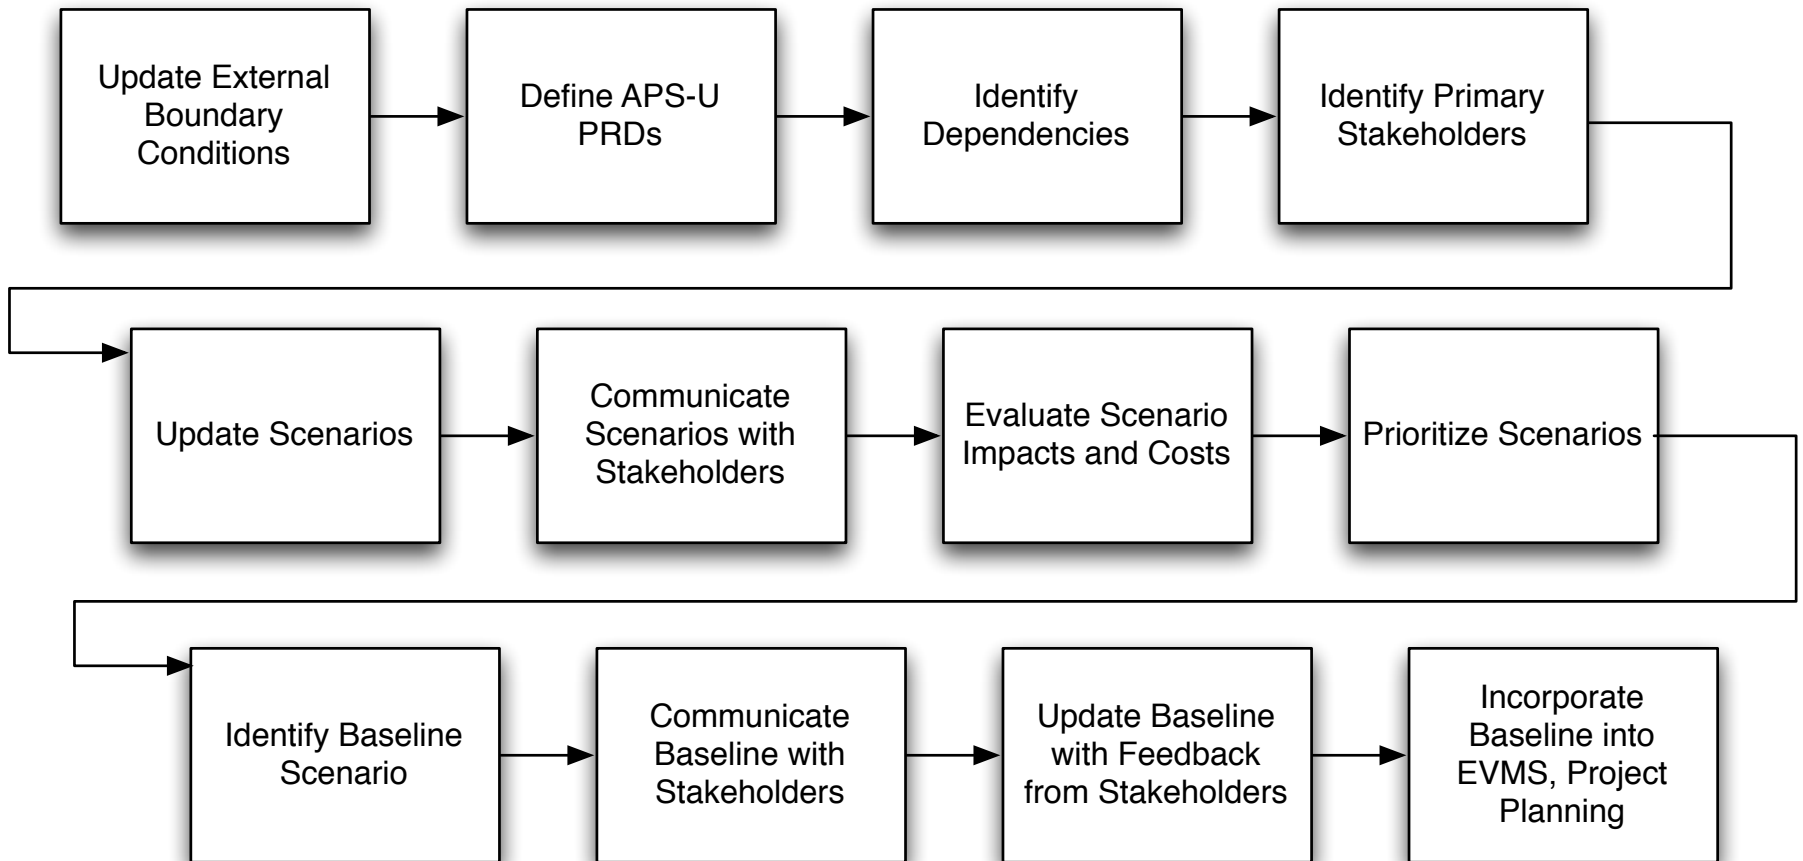 Update External
Boundary
Conditions
Define APS-U
PRDs
Identify
Dependencies
Identify Primary
Stakeholders
Update Scenarios
Communicate
Scenarios with
Stakeholders
Evaluate Scenario
Impacts and Costs
Prioritize Scenarios
Identify Baseline
Scenario
Communicate
Baseline with
Stakeholders
Update Baseline
with Feedback
from Stakeholders
Incorporate
Baseline into
EVMS, Project
Planning